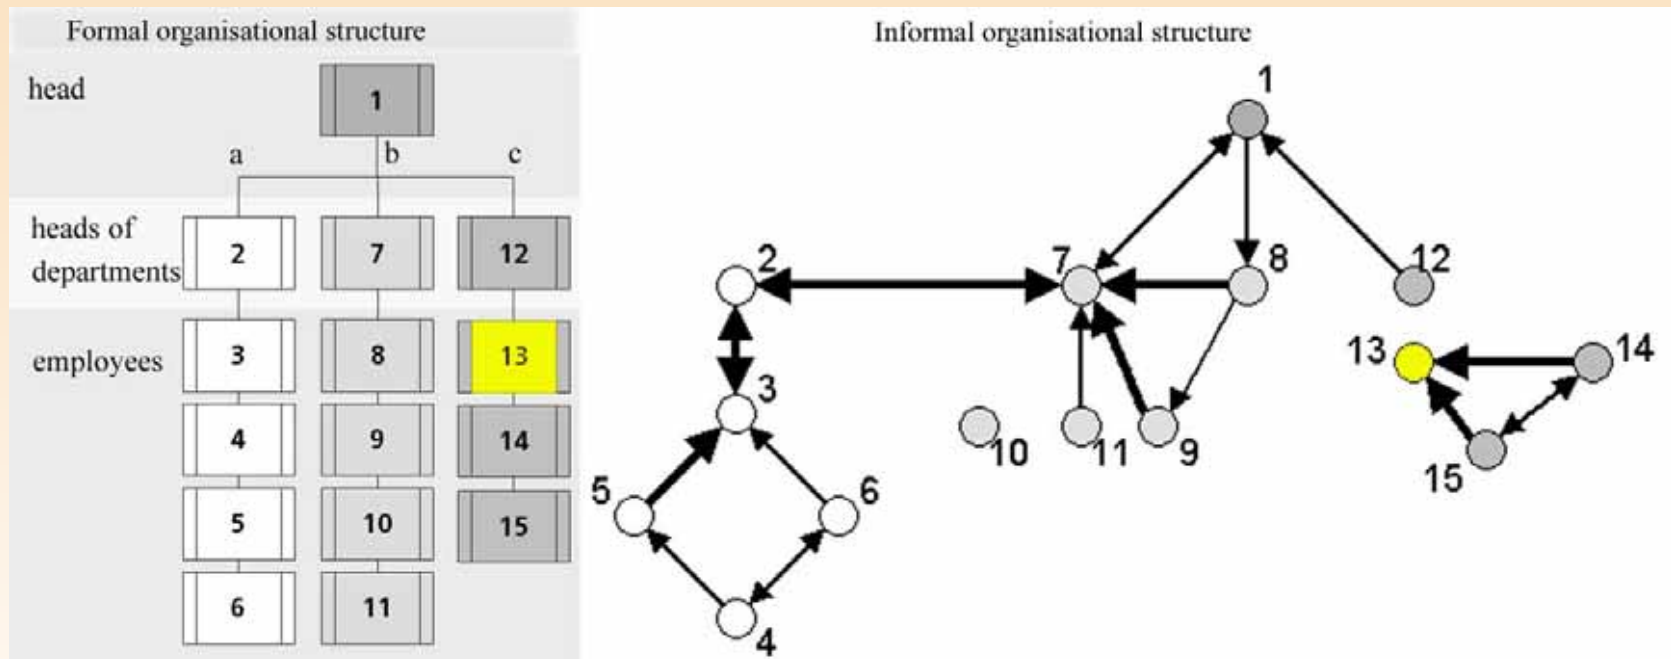 Formal organisational structure
head
1
a b c
heads of
departments
2 7 12
employees
3 8 13
4 9 14
5 10 15
6 11
Informal organisational structure
1
2 7 8 12
3 13 14
10 11 9 15
5 6
4